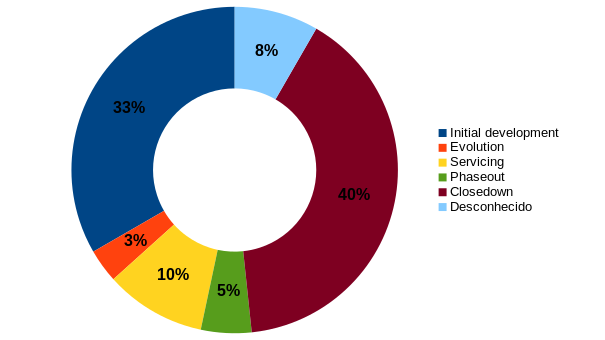 8%
33%
40%
3%
10%
5%
Initial development
Evolution
Servicing
Phaseout
Closedown
Desconhecido